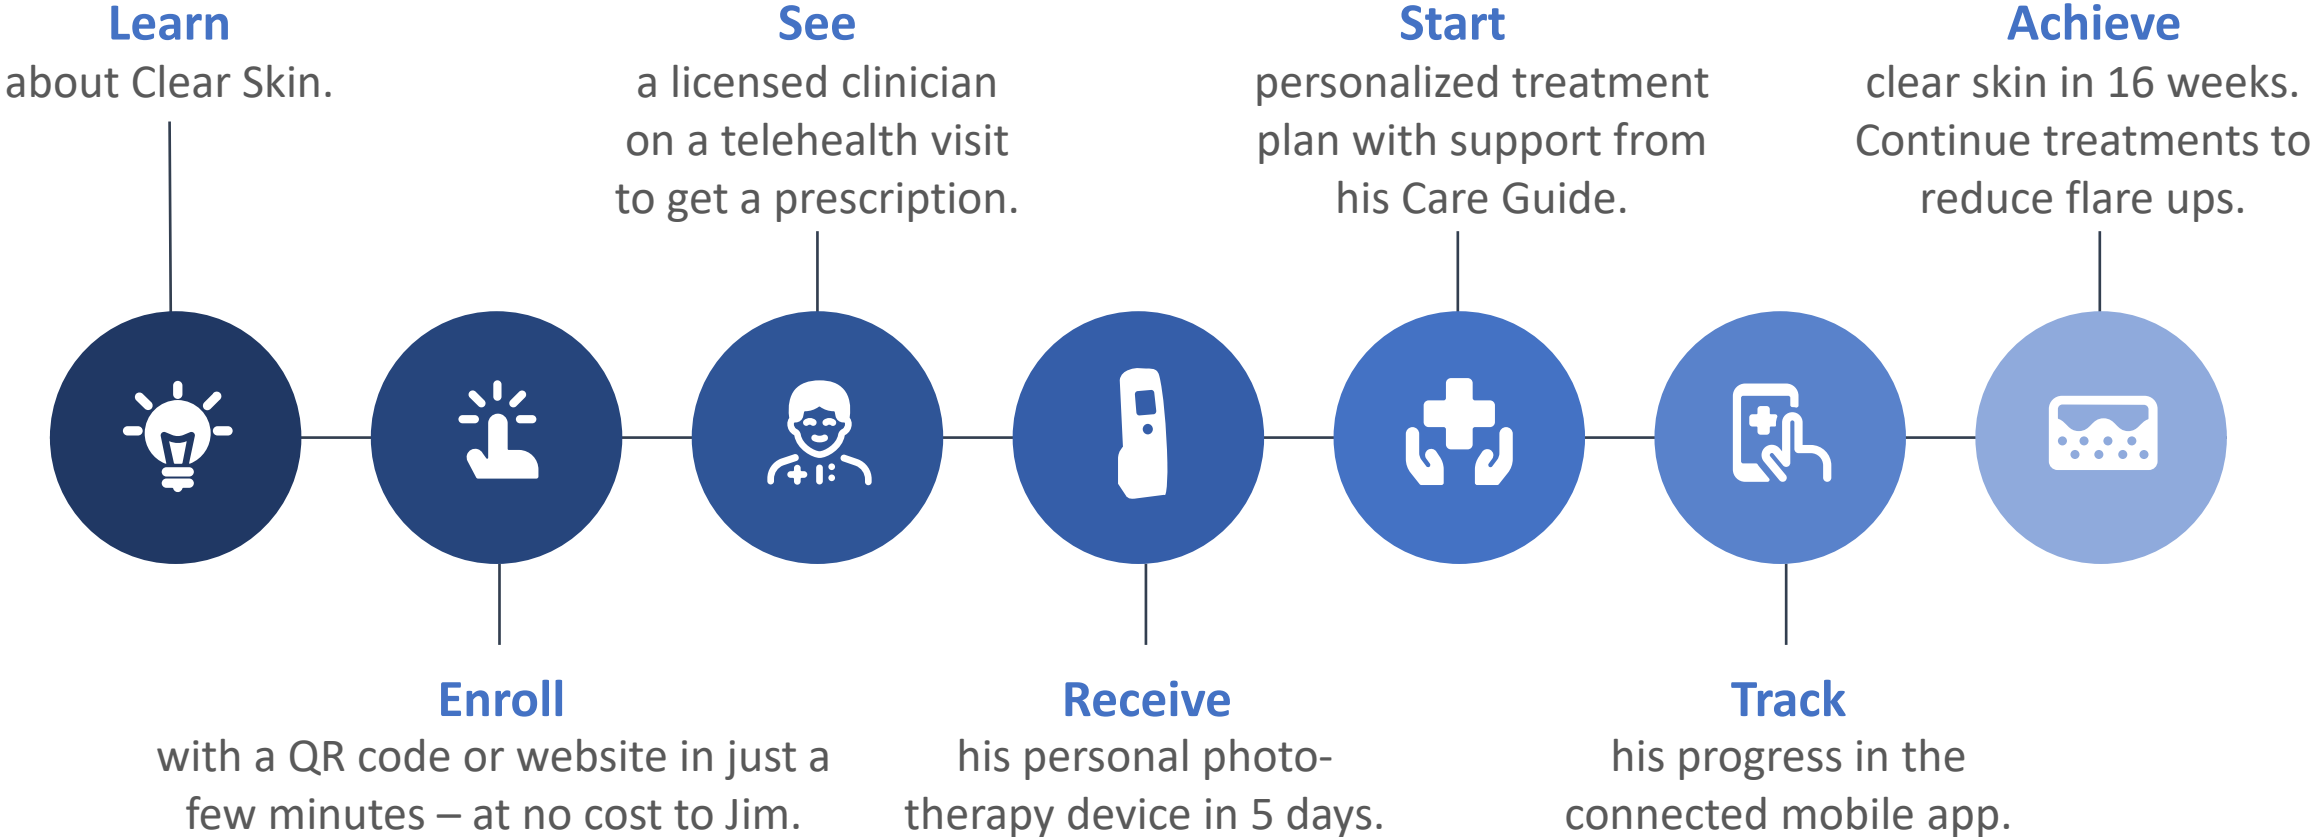 Learn
about Clear Skin.
Enroll
with a QR code or website in just a
few minutes – at no cost to Jim.
See
a licensed clinician
on a telehealth visit
to get a prescription.
Receive
his personal photo-
therapy device in 5 days.
Start
personalized treatment
plan with support from
his Care Guide.
Track
his progress in the
connected mobile app.
Achieve
clear skin in 16 weeks.
Continue treatments to
reduce flare ups.